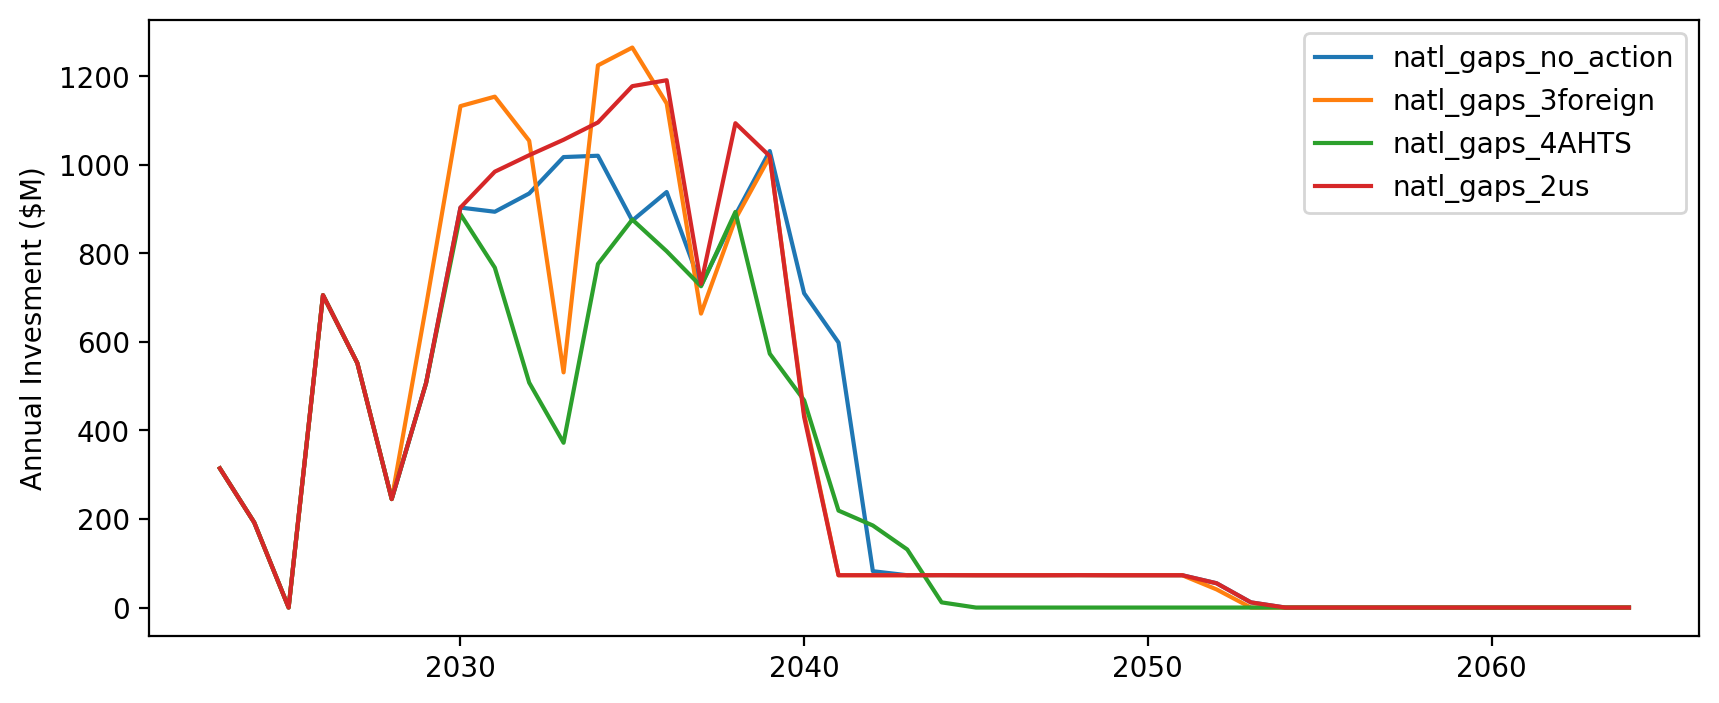 Annual Invesment ($M)
1200
1000
800
600
400
200
0
2030
2040
2050
2060
natl_gaps_no_action
natl_gaps_3foreign
natl_gaps_4AHTS
natl_gaps_2us